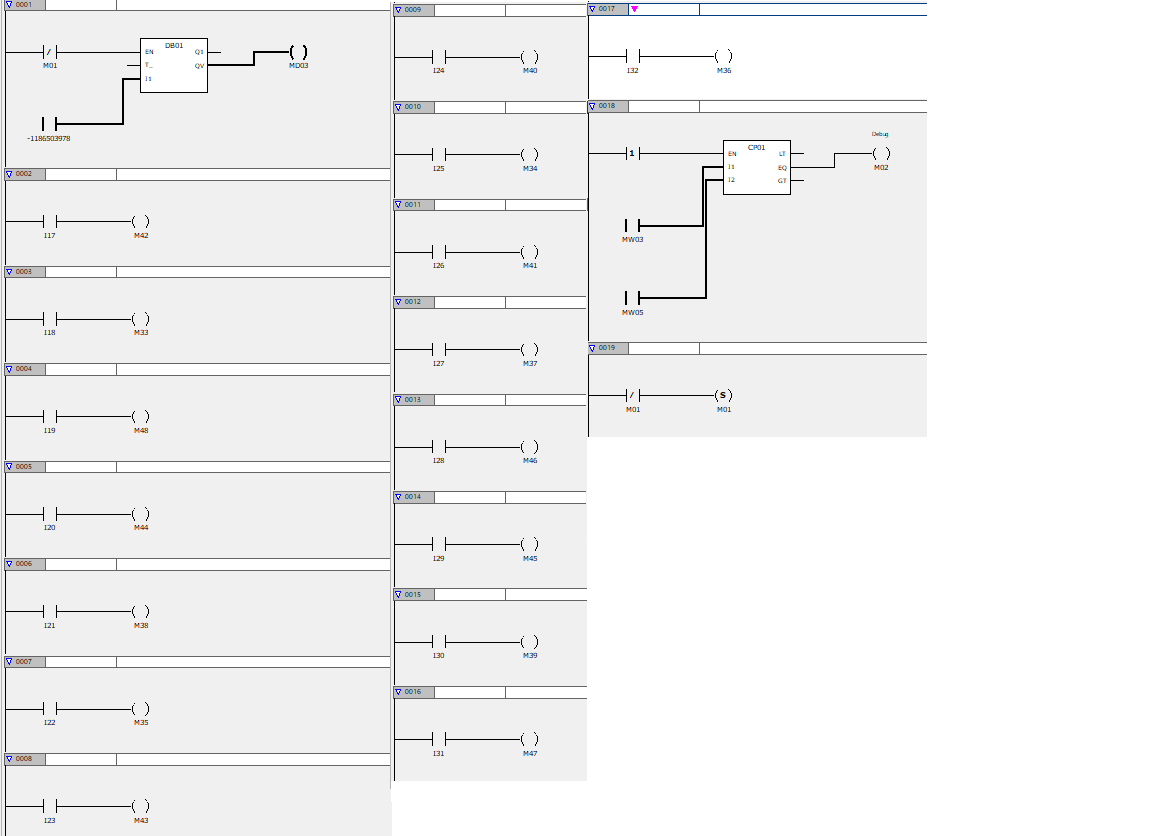 0001
DB01
EN
Q1
T_
QV
I1
M01
MD03
-1186503978
0002
I17
M42
0003
I18
M33
0004
I19
M48
0005
I20
M44
0006
I21
M38
0007
I22
M35
0008
I23
M43
0009
I24
M40
0010
I25
M34
0011
I26
M41
0012
I27
M37
0013
I28
M46
0014
I29
M45
0015
I30
M39
0016
I31
M47
0017
I32
M36
0018
Debug
1
CP01
EN
LT
I1
EQ
I2
GT
M02
MW03
MW05
0019
S
M01
M01